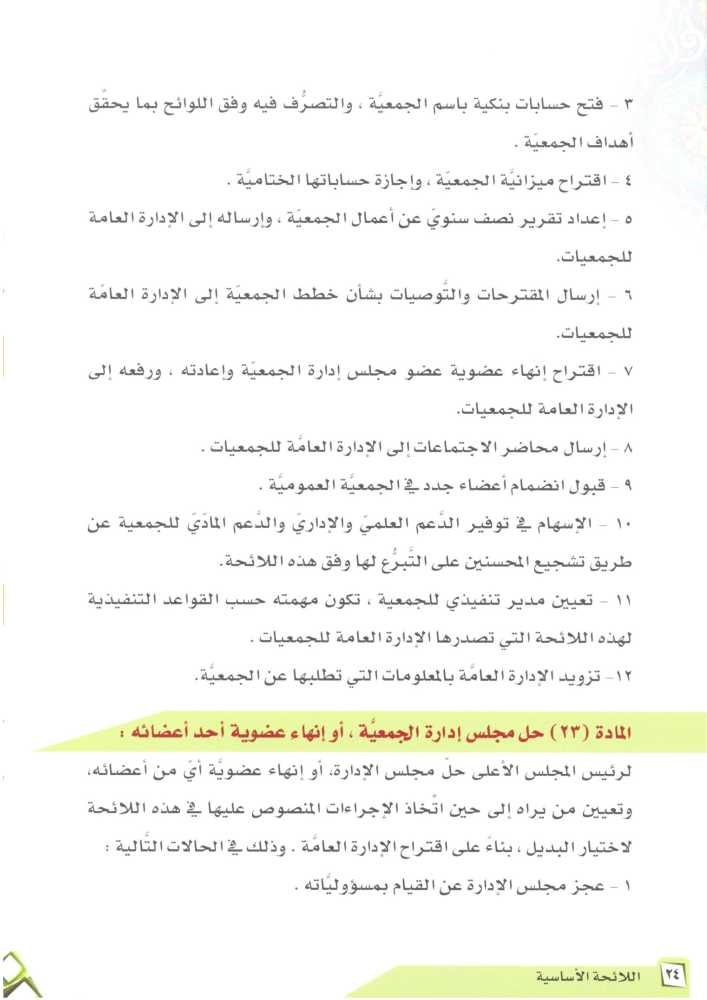 ٣ - فتح حسابات بنكية باسم الجمعيَّة ، والتصرُّف فيه وفق اللوائح بما يحقّق
أهداف الجمعيّة .
٤ - اقتراح ميزانيَّة الجمعيّة ، وإجازة حساباتها الختاميَّة .
٥ - إعداد تقرير نصف سنويّ عن أعمال الجمعيّة ، وإرساله إلى الإدارة العامة
للجمعيات.
٦ - إرسال المقترحات والتَّوصيات بشأن خطط الجمعيّة إلى الإدارة العامّة
للجمعيات.
٧ - اقتراح إنهاء عضوية عضو مجلس إدارة الجمعيّة وإعادته ، ورفعه إلى
الإدارة العامة للجمعيات.
٨ - إرسال محاضر الاجتماعات إلى الإدارة العامَّة للجمعيات .
٩ - قبول انضمام أعضاء جدد في الجمعيَّة العموميَّة .
١٠ - الإسهام في توفير الدَّعم العلميّ والإداريّ والدَّعم المادّيّ للجمعية عن
طريق تشجيع المحسنين على التَّبرُّع لها وفق هذه اللائحة.
١١ - تعيين مدير تنفيذي للجمعية ، تكون مهمته حسب القواعد التنفيذية
لهذه اللائحة التي تصدرها الإدارة العامة للجمعيات .
١٢- تزويد الإدارة العامَّة بالمعلومات التي تطلبها عن الجمعيَّة.
المادة (٢٣) حل مجلس إدارة الجمعيَّة ، أو إنهاء عضوية أحد أعضائه :
لرئيس المجلس الأعلى حلّ مجلس الإدارة، أو إنهاء عضويَّة أيّ من أعضائه،
وتعيين من يراه إلى حين اتّخاذ الإجراءات المنصوص عليها في هذه اللائحة
لاختيار البديل ، بناءً على اقتراح الإدارة العامَّة . وذلك في الحالات التَّالية :
١ - عجز مجلس الإدارة عن القيام بمسؤوليَّاته .
٢٤ اللائحة الأساسية